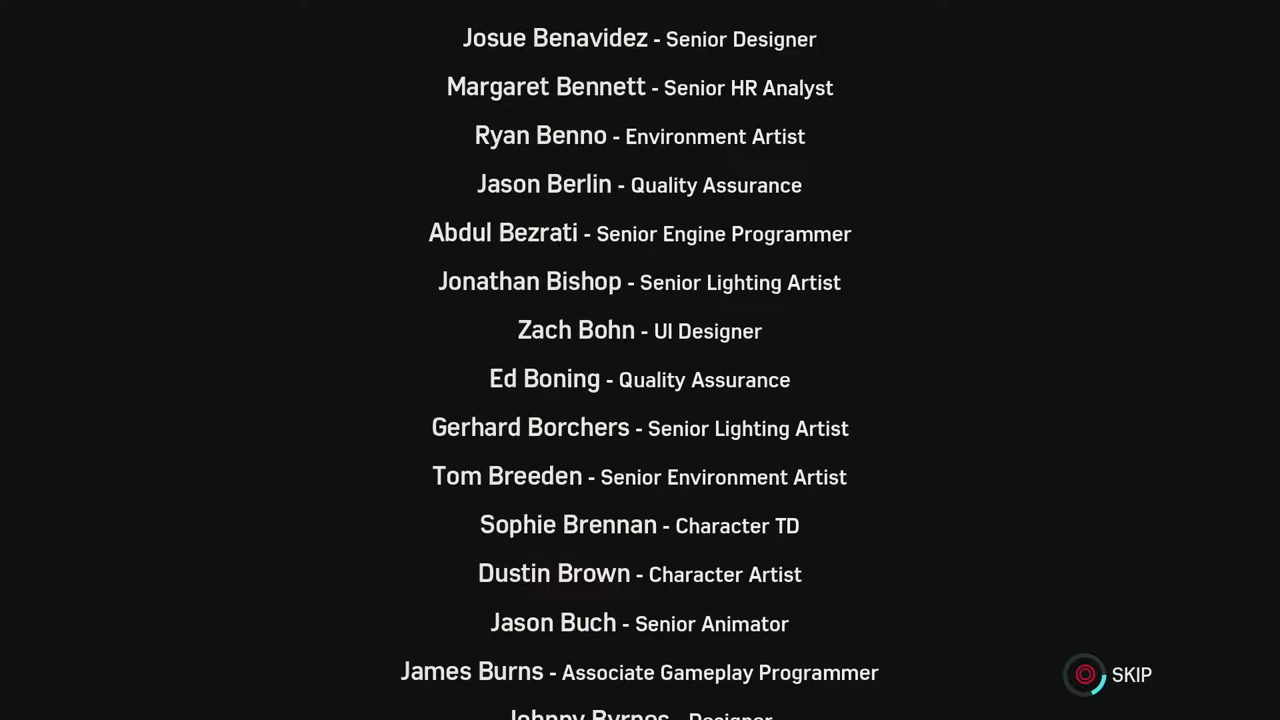 Josue Benavidez - Senior Designer
Margaret Bennett - Senior HR Analyst
Ryan Benno - Environment Artist
Jason Berlin - Quality Assurance
Abdul Bezrati - Senior Engine Programmer
Jonathan Bishop - Senior Lighting Artist
Zach Bohn - UI Designer
Ed Boning - Quality Assurance
Gerhard Borchers - Senior Lighting Artist
Tom Breeden - Senior Environment Artist
Sophie Brennan - Character TD
Dustin Brown - Character Artist
Jason Buch - Senior Animator
James Burns - Associate Gameplay Programmer
SKIP
Johnny Byrnes - Designer